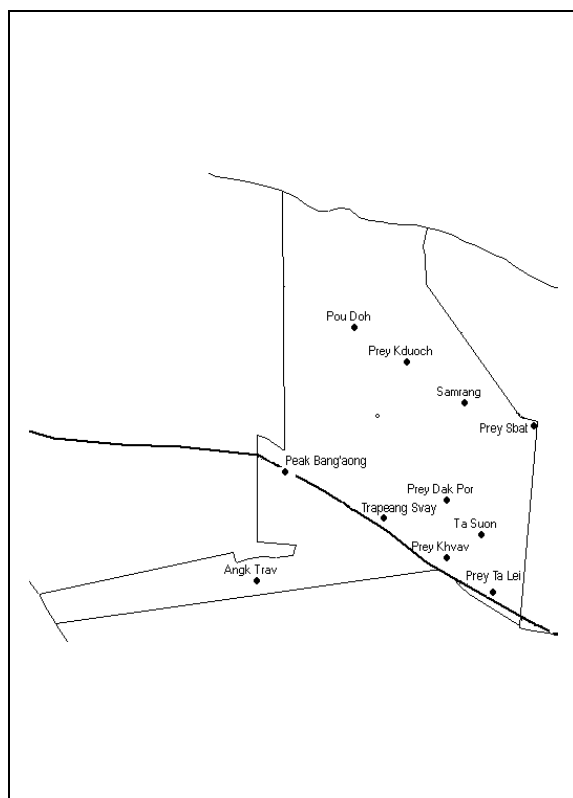 Pou Doh
Prey Kduoch
Samrang
Prey Sbat
Peak Bang'aong
Prey Dak Por
Trapeang Svay
Ta Suon
Prey Khvav
Angk Trav
Prey Ta Lei